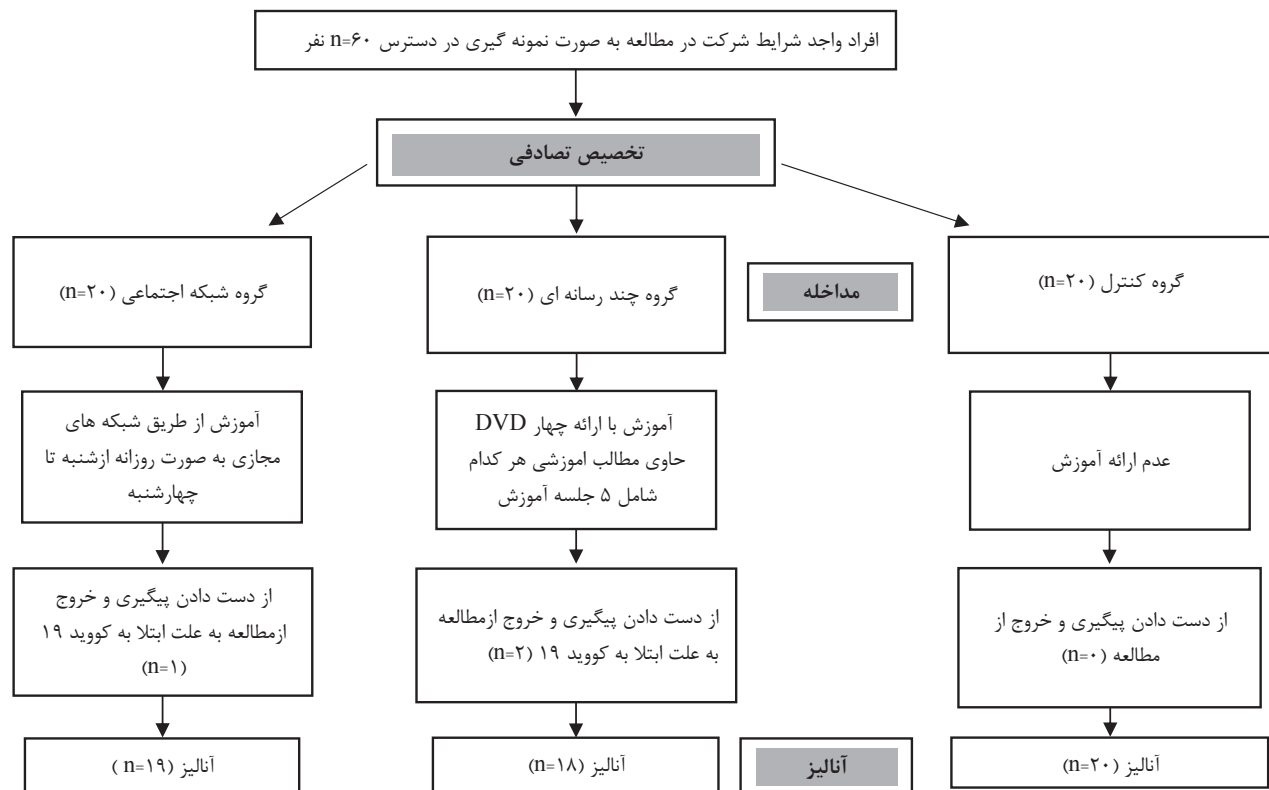 افراد واجد شرایط شرکت در مطالعه به صورت نمونه گیری در دسترس n=۶۰ نفر
تخصیص تصادفی
گروه کنترل (n=۲۰)
مداخله
گروه چند رسانه ای (n=۲۰)
گروه شبکه اجتماعی (n=۲۰)
عدم ارائه آموزش
آموزش با ارائه چهار DVD
حاوی مطالب اموزشی هر کدام
شامل ۵ جلسه آموزش
آموزش از طریق شبکه های
مجازی به صورت روزانه ازشنبه تا
چهارشنبه
از دست دادن پیگیری و خروج از
مطالعه (n=۰)
از دست دادن پیگیری و خروج ازمطالعه
به علت ابتلا به کووید ۱۹ (n=۲)
از دست دادن پیگیری و خروج
ازمطالعه به علت ابتلا به کووید ۱۹
(n=۱)
آنالیز (n=۲۰)
آنالیز
آنالیز (n=۱۸)
آنالیز (n=۱۹ )